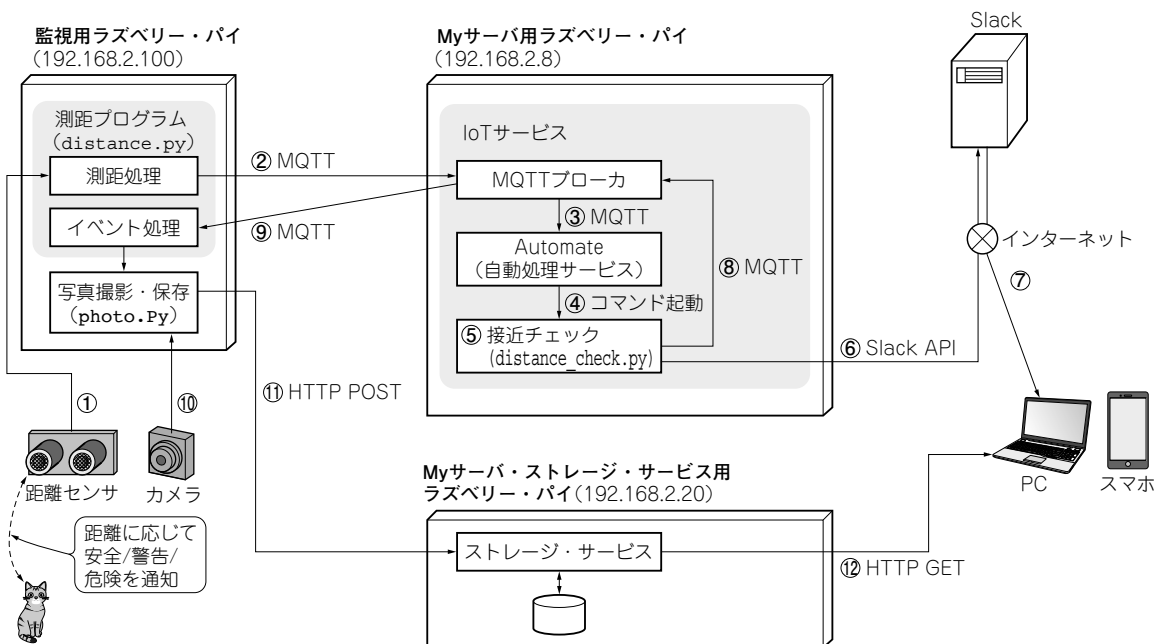 監視用ラズベリー・パイ
(192.168.2.100)
測距プログラム
(distance.py)
測距処理
イベント処理
写真撮影・保存
(photo.Py)
② MQTT
⑨ MQTT
Myサーバ用ラズベリー・パイ
(192.168.2.8)
IoTサービス
MQTTブローカ
③ MQTT
Automate
(自動処理サービス)
④ コマンド起動
⑤ 接近チェック
(distance_check.py)
⑧ MQTT
⑥ Slack API
Slack
インターネット
⑦
PC
スマホ
①
⑩
⑪ HTTP POST
距離センサ
カメラ
距離に応じて
安全/警告/
危険を通知
Myサーバ・ストレージ・サービス用
ラズベリー・パイ(192.168.2.20)
ストレージ・サービス
⑫ HTTP GET